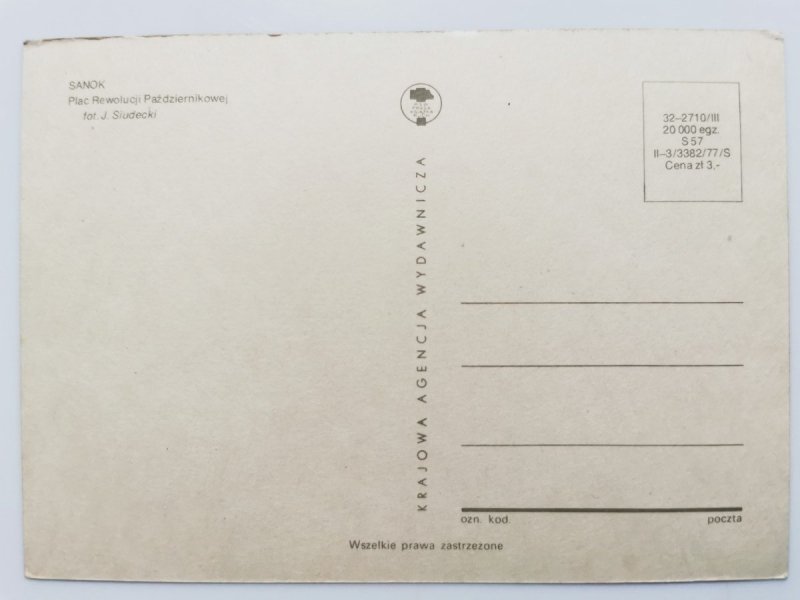 SANOK
Plac Rewolucji Październikowej
fot. J. Siudecki
KRAJOWA AGENCJA WYDAWNICZA
32–2710/III
20 000 egz.
S 57
II–3/3382/77/S
Cena zł 3,-
ozn. kod.
poczta
Wszelkie prawa zastrzeżone